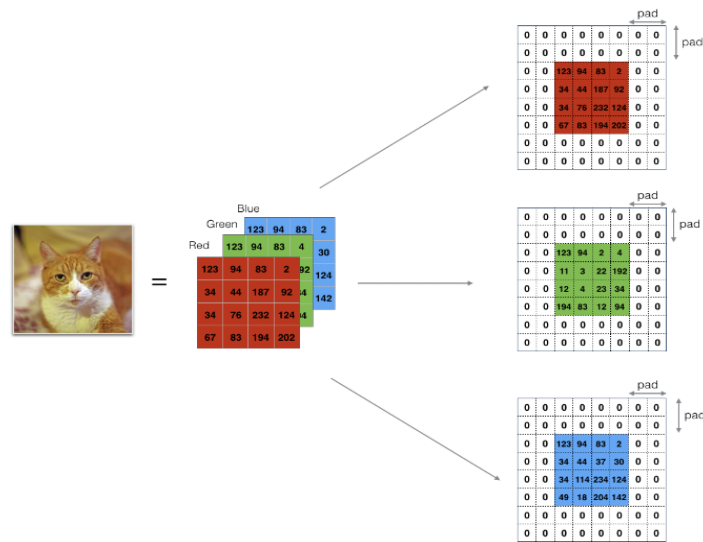 pad
0 0 0 0 0 0 0 0
pad
0 0 0 0 0 0 0 0
0 0 123 94 83 2 0 0
0 0 34 44 187 92 0 0
0 0 34 76 232 124 0 0
0 0 67 83 194 202 0 0
0 0 0 0 0 0 0 0
0 0 0 0 0 0 0 0
Blue
123 94 83 2
30
124
142
Green
123 94 83 4
92
94
Red
123 94 83 2
34 44 187 92
34 76 232 124
67 83 194 202
=
pad
0 0 0 0 0 0 0 0
pad
0 0 0 0 0 0 0 0
0 0 123 94 2 4 0 0
0 0 11 3 22 192 0 0
0 0 12 4 23 34 0 0
0 0 194 83 12 94 0 0
0 0 0 0 0 0 0 0
0 0 0 0 0 0 0 0
pad
0 0 0 0 0 0 0 0
pad
0 0 0 0 0 0 0 0
0 0 123 94 83 2 0 0
0 0 34 44 37 30 0 0
0 0 34 114 234 124 0 0
0 0 49 18 204 142 0 0
0 0 0 0 0 0 0 0
0 0 0 0 0 0 0 0